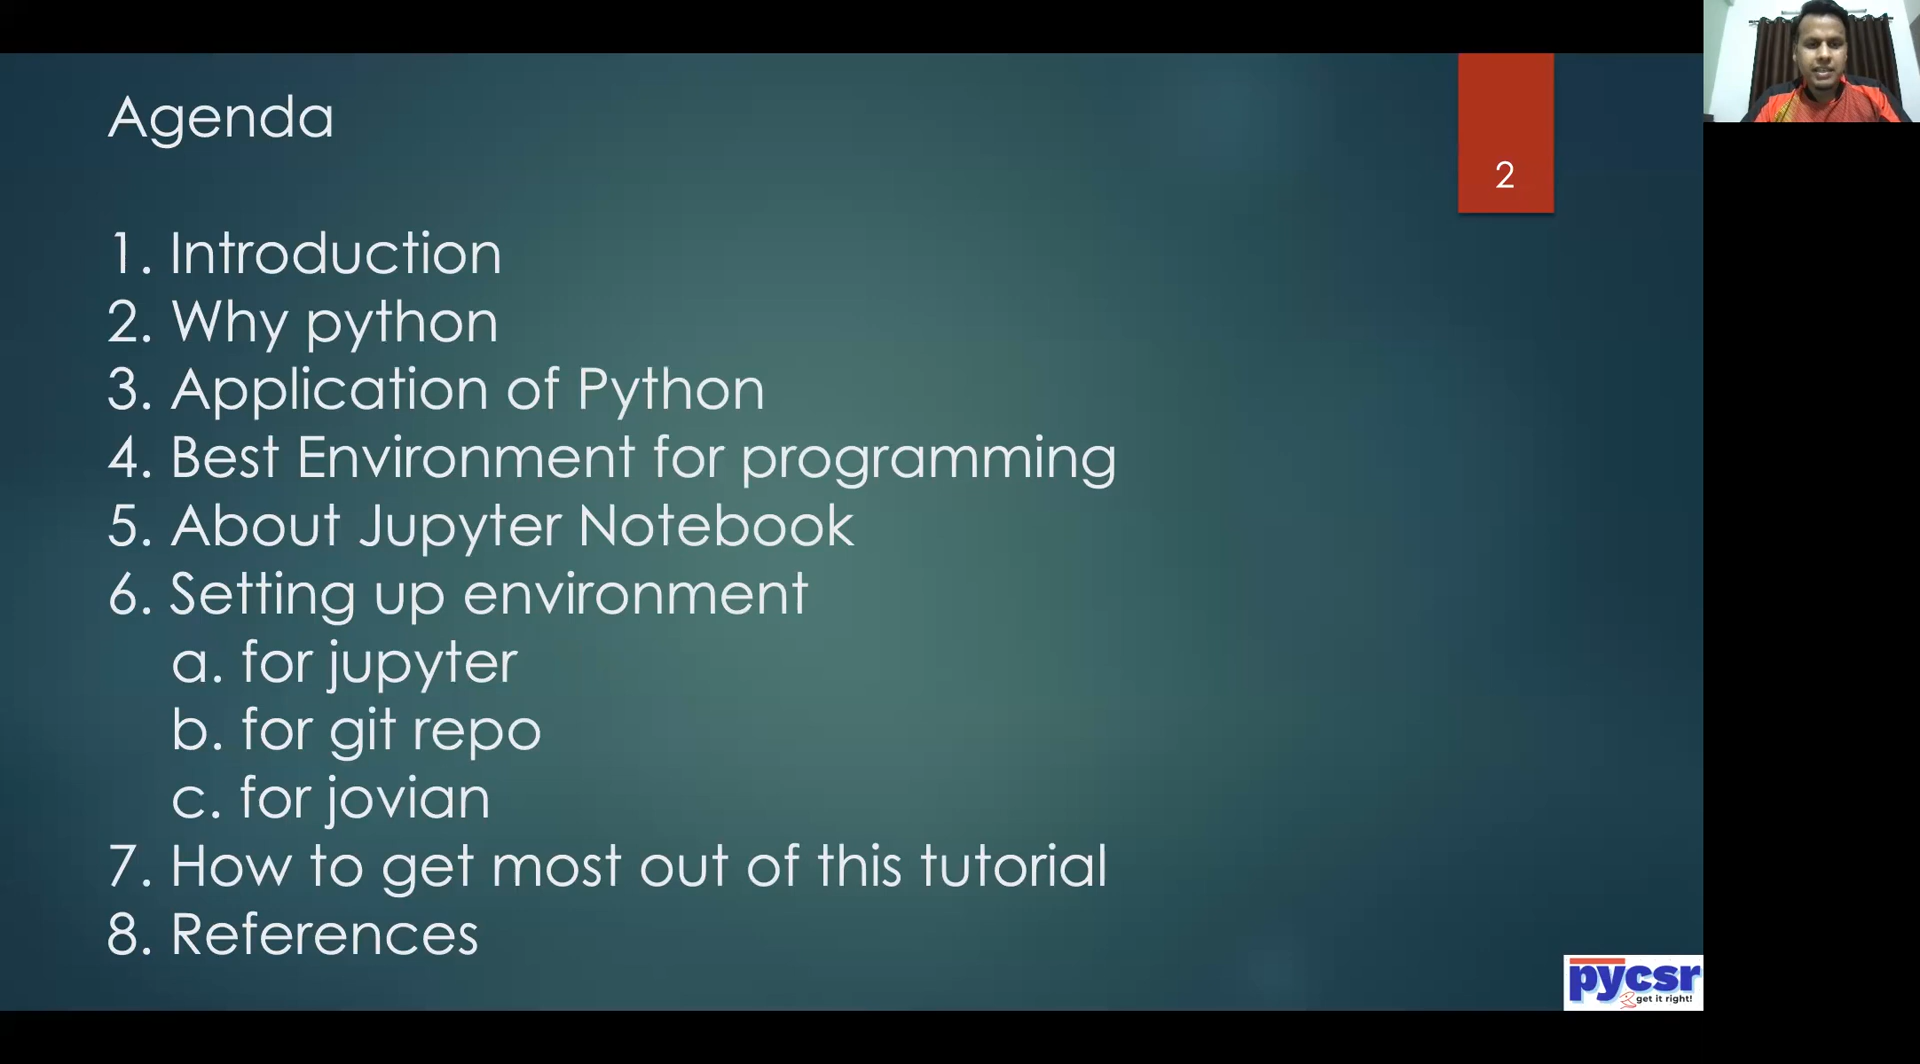 Agenda
2
1. Introduction
2. Why python
3. Application of Python
4. Best Environment for programming
5. About Jupyter Notebook
6. Setting up environment
a. for jupyter
b. for git repo
c. for jovian
7. How to get most out of this tutorial
8. References
pycsr
get it right!